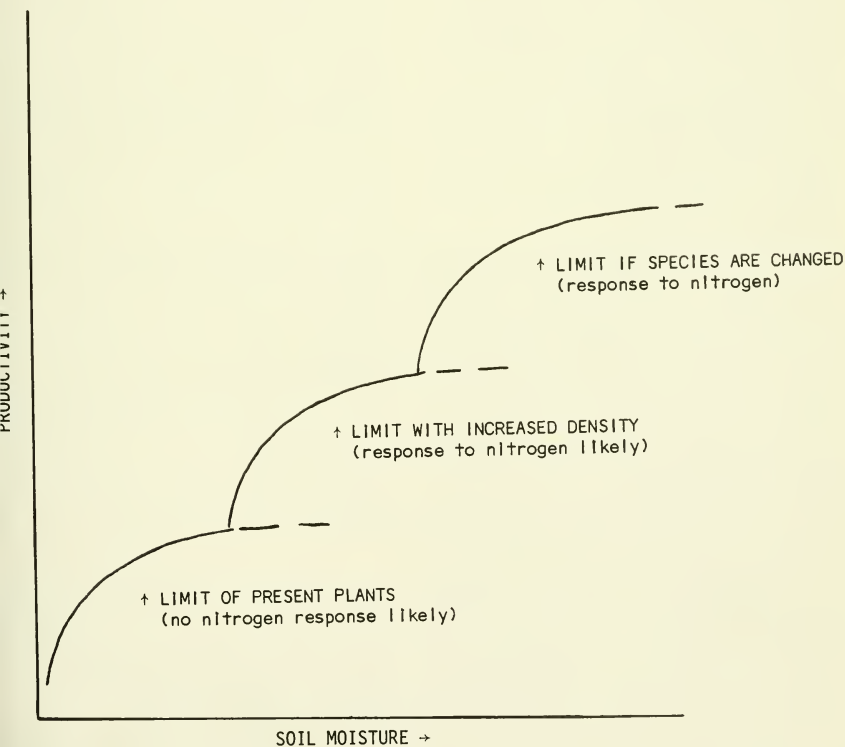 PRODUCTIVITY →
↑ LIMIT IF SPECIES ARE CHANGED
(response to nitrogen)
↑ LIMIT WITH INCREASED DENSITY
(response to nitrogen likely)
↑ LIMIT OF PRESENT PLANTS
(no nitrogen response likely)
SOIL MOISTURE →